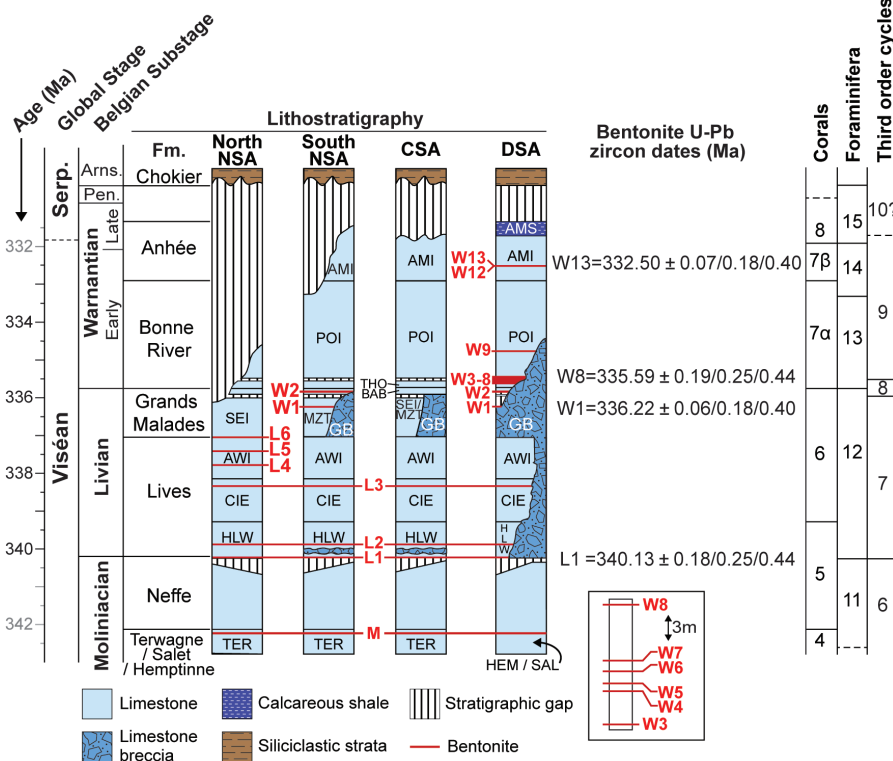 Age (Ma)
Global Stage
Belgian Substage
Lithostratigraphy
Fm.
North
NSA
South
NSA
CSA
DSA
Bentonite U-Pb
zircon dates (Ma)
Corals
Foraminifera
Third order cycles
Serp.
Viséan
Arns.
Pen.
Late
Early
Warnantian
Livian
Moliniacian
332
334
336
338
340
342
Chokier
Anhée
Bonne
River
Grands
Malades
Lives
Neffe
Terwagne
/ Salet
/ Hemptinne
SEI
AWI
CIE
HLW
TER
L6
L5
L4
AMI
POI
MZT
GB
AWI
CIE
HLW
TER
W2
W1
L3
L2
L1
M
THO
BAB
AMI
POI
SEI/
MZT
GB
AWI
CIE
HLW
TER
AMS
AMI
POI
GB
AWI
CIE
H
L
W
HEM / SAL
W13
W12
W9
W3-8
W2
W1
W13=332.50 ± 0.07/0.18/0.40
W8=335.59 ± 0.19/0.25/0.44
W1=336.22 ± 0.06/0.18/0.40
L1 =340.13 ± 0.18/0.25/0.44
8
7β
7α
6
5
4
15
14
13
12
11
10?
9
8
7
6
W8
3m
W7
W6
W5
W4
W3
Limestone
Calcareous shale
Stratigraphic gap
Limestone
breccia
Siliciclastic strata
Bentonite